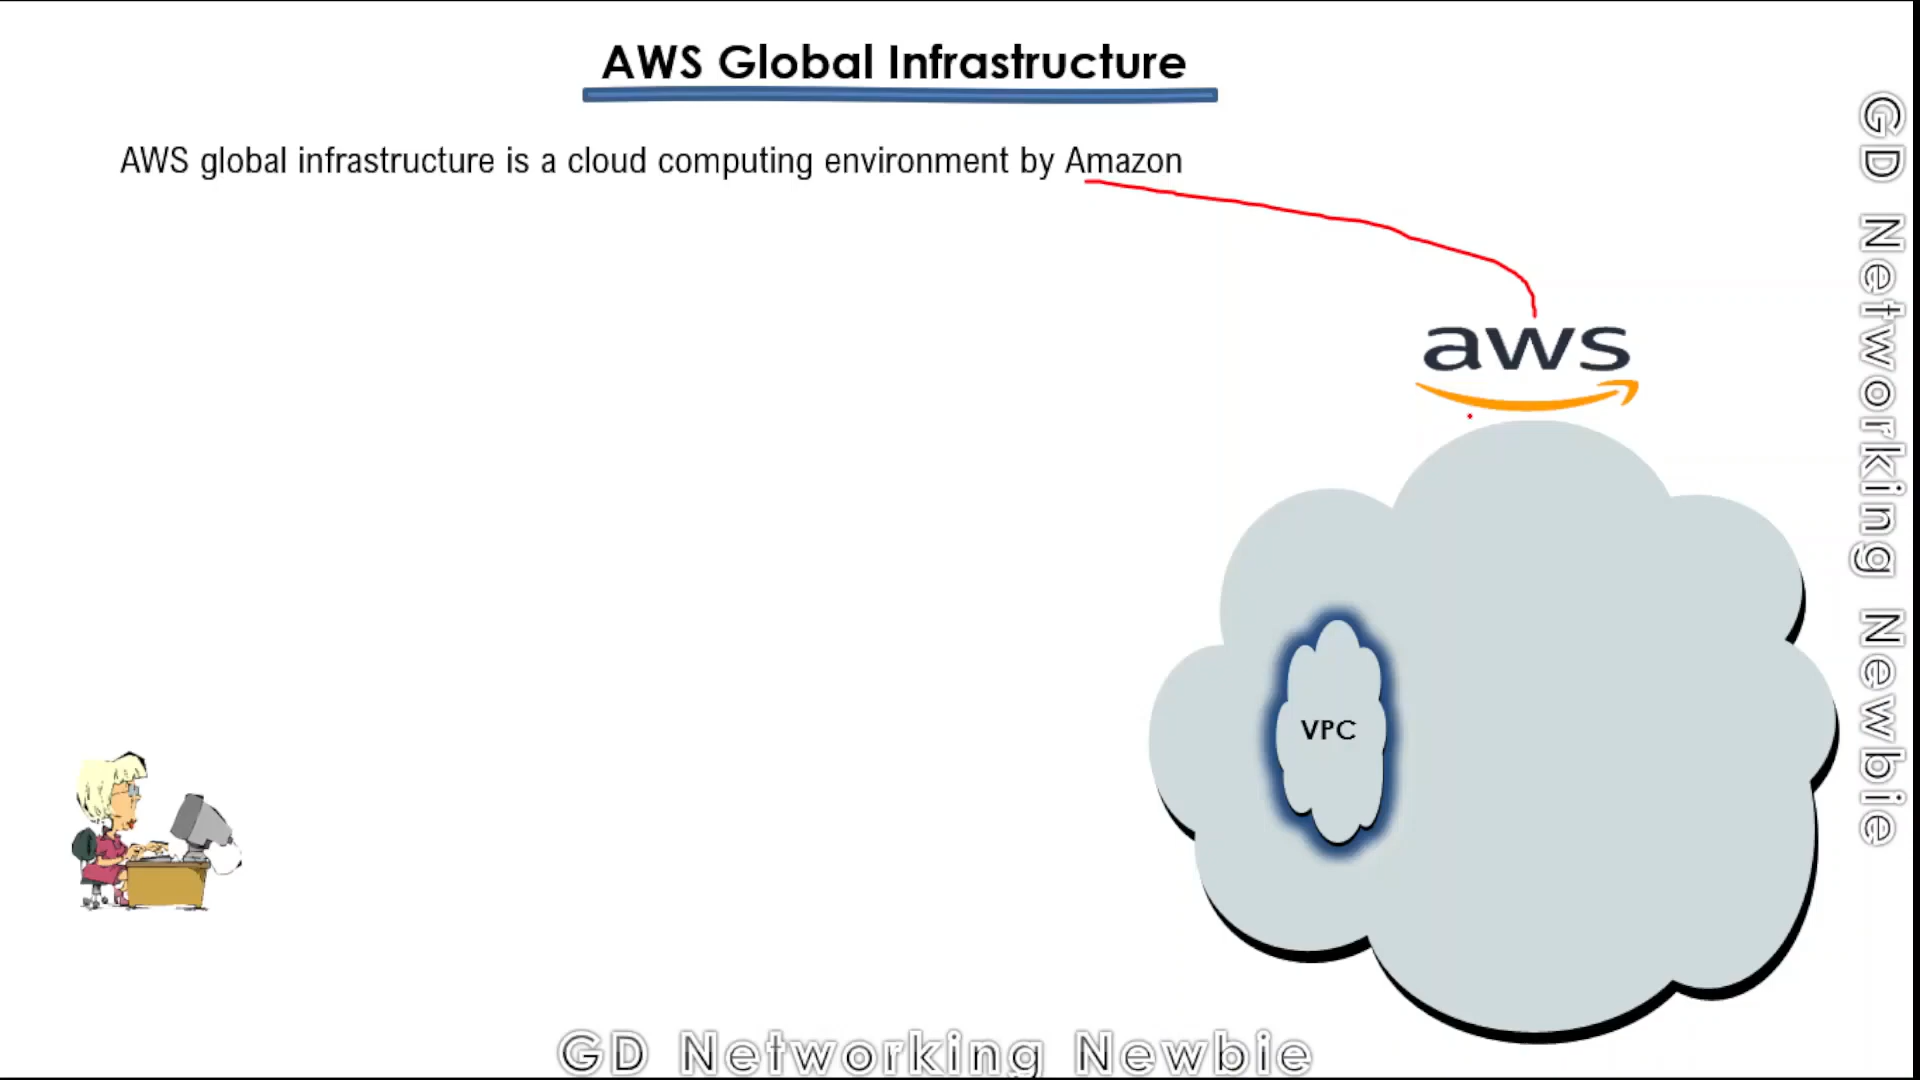 AWS Global Infrastructure
AWS global infrastructure is a cloud computing environment by Amazon
aws
VPC
GD Networking Newbie
GD Networking Newbie